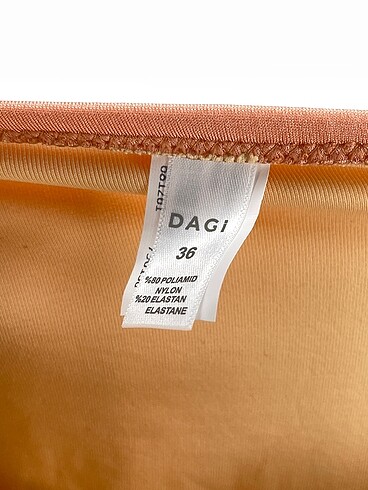 DAGi
36
%80 POLIAMID
NYLON
%20 ELASTAN
ELASTANE